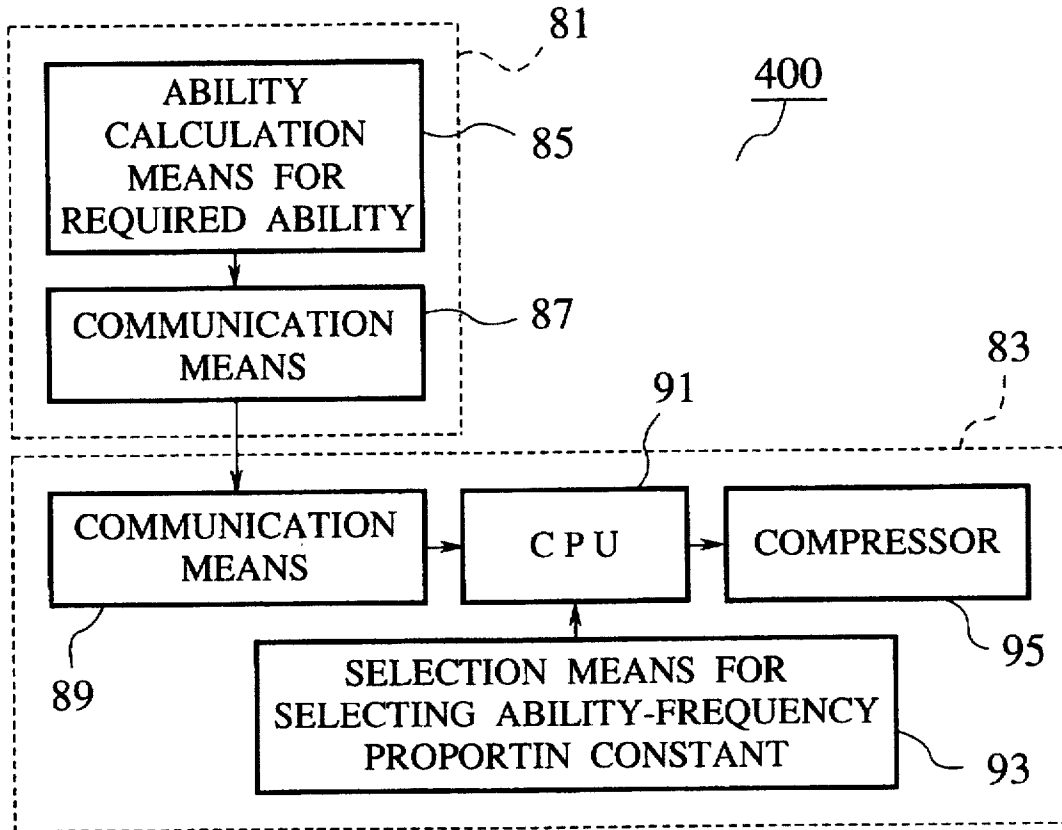 81
400
ABILITY
CALCULATION
MEANS FOR
REQUIRED ABILITY
85
COMMUNICATION
MEANS
87
83
91
COMMUNICATION
MEANS
CPU
COMPRESSOR
89
95
SELECTION MEANS FOR
SELECTING ABILITY-FREQUENCY
PROPORTIN CONSTANT
93